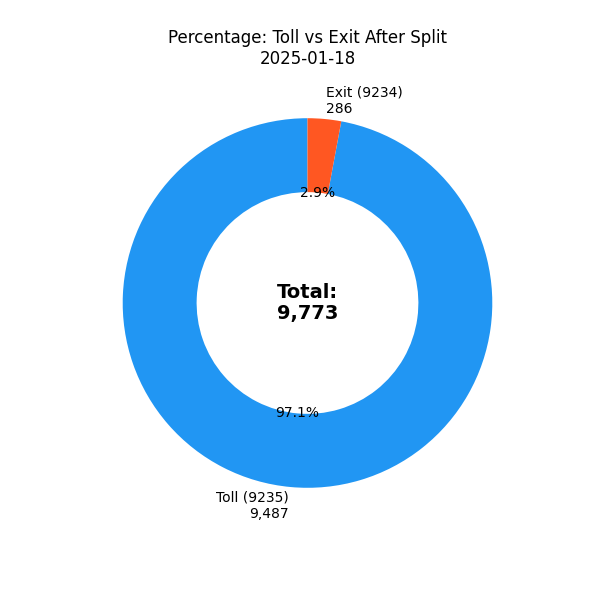 Percentage: Toll vs Exit After Split
2025-01-18
Exit (9234)
286
2.9%
Total:
9,773
97.1%
Toll (9235)
9,487